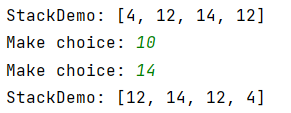 StackDemo: [4, 12, 14, 12]
Make choice: 10
Make choice: 14
StackDemo: [12, 14, 12, 4]